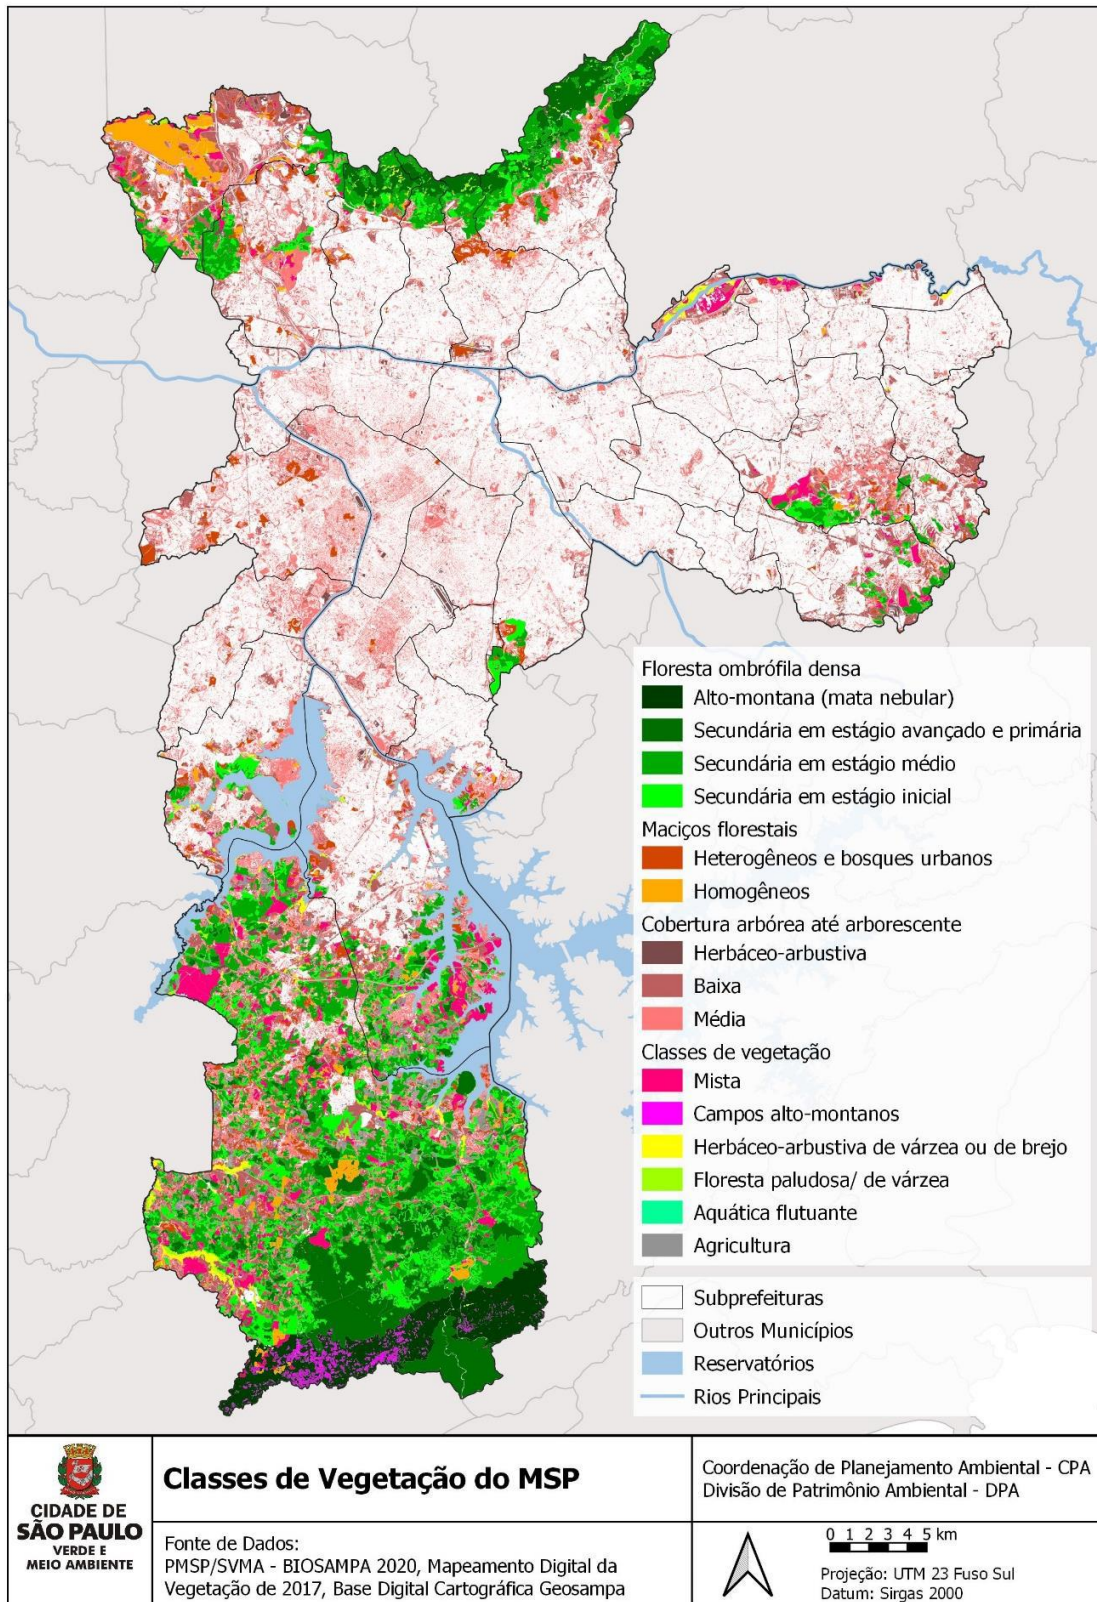 Floresta ombrófila densa
Alto-montana (mata nebular)
Secundária em estágio avançado e primária
Secundária em estágio médio
Secundária em estágio inicial
Maciços florestais
Heterogêneos e bosques urbanos
Homogêneos
Cobertura arbórea até arborescente
Herbáceo-arbustiva
Baixa
Média
Classes de vegetação
Mista
Campos alto-montanos
Herbáceo-arbustiva de várzea ou de brejo
Floresta paludosa/ de várzea
Aquática flutuante
Agricultura
Subprefeituras
Outros Municípios
Reservatórios
Rios Principais
CIDADE DE
SÃO PAULO
VERDE E
MEIO AMBIENTE
Classes de Vegetação do MSP
Coordenação de Planejamento Ambiental - CPA
Divisão de Patrimônio Ambiental - DPA
Fonte de Dados:
PMSP/SVMA - BIOSAMPA 2020, Mapeamento Digital da
Vegetação de 2017, Base Digital Cartográfica Geosampa
0 1 2 3 4 5 km
Projeção: UTM 23 Fuso Sul
Datum: Sirgas 2000